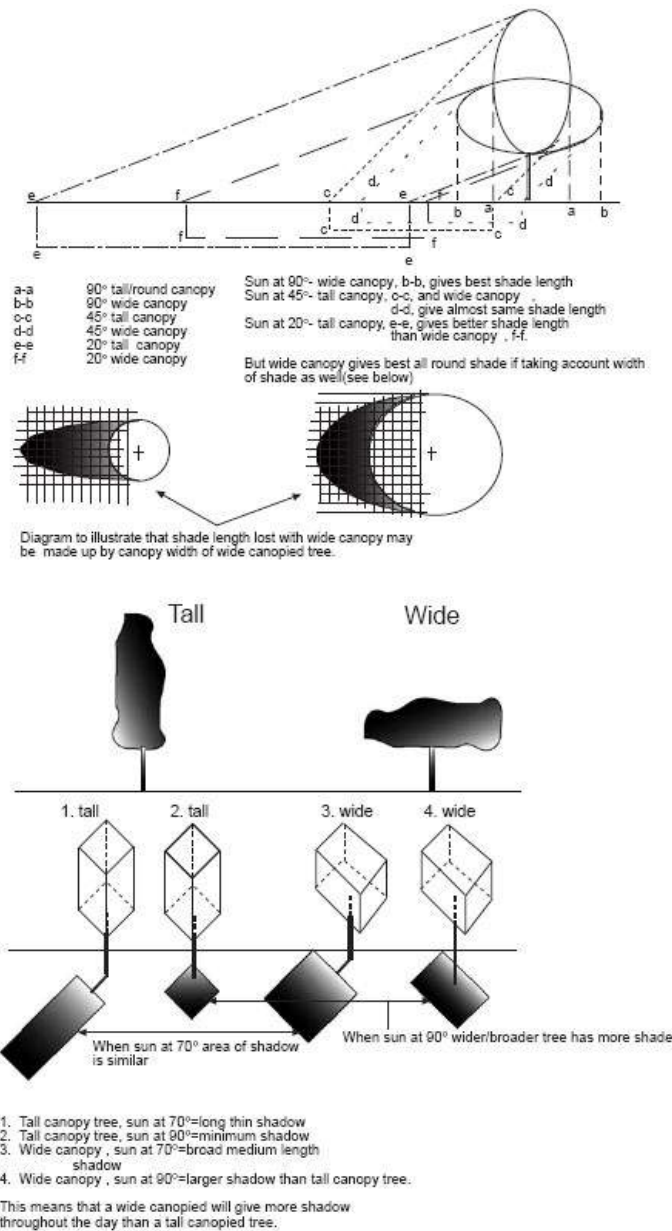 d
c
d
e
f
c
e
f
d
b
a
a
b
f
d
c
c
d
f
e
e
a-a 90° tall/round canopy
b-b 90° wide canopy
c-c 45° tall canopy
d-d 45° wide canopy
e-e 20° tall canopy
f-f 20° wide canopy
Sun at 90°- wide canopy, b-b, gives best shade length
Sun at 45°- tall canopy, c-c, and wide canopy ,
d-d, give almost same shade length
Sun at 20°- tall canopy, e-e, gives better shade length
than wide canopy , f-f.
But wide canopy gives best all round shade if taking account width
of shade as well(see below)
Diagram to illustrate that shade length lost with wide canopy may
be made up by canopy width of wide canopied tree.
Tall
Wide
1. tall
2. tall
3. wide
4. wide
When sun at 70° area of shadow
is similar
When sun at 90° wider/broader tree has more shade
1. Tall canopy tree, sun at 70°=long thin shadow
2. Tall canopy tree, sun at 90°=minimum shadow
3. Wide canopy , sun at 70°=broad medium length
shadow
4. Wide canopy , sun at 90°=larger shadow than tall canopy tree.
This means that a wide canopied will give more shadow
throughout the day than a tall canopied tree.